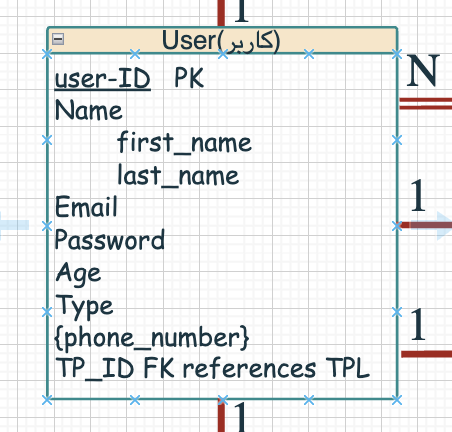 1
User(کاربر)
user-ID PK
N
Name
first_name
last_name
1
Email
Password
Age
Type
1
{phone_number}
TP_ID FK references TPL
1